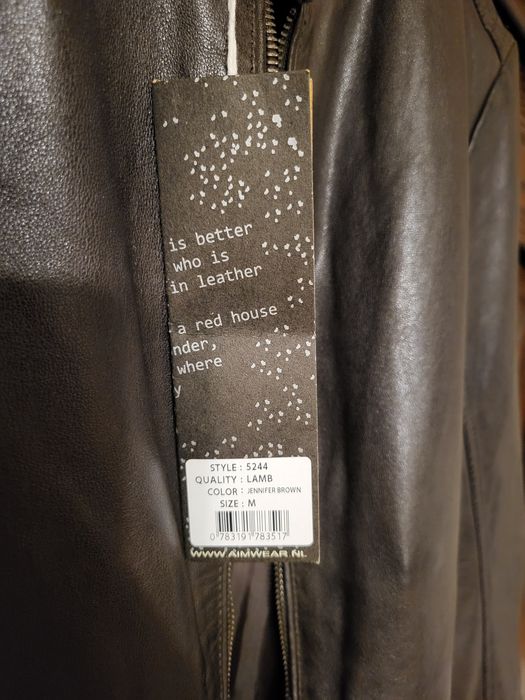 is better
who is
in leather
a red house
nder,
where
y
STYLE : 5244
QUALITY : LAMB
COLOR : JENNIFER BROWN
SIZE : M
0 783191 783517
WWW.AIMWEAR.NL